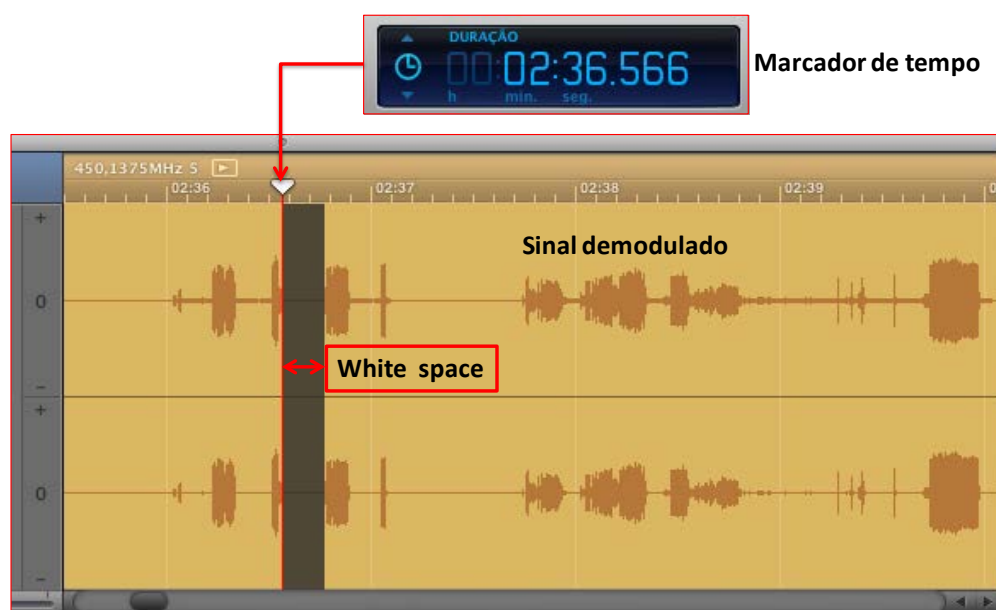 DURAÇÃO
00:02:36.566
h min. seg.
Marcador de tempo
450,1375MHz 5
02:36 02:37 02:38 02:39 0
Sinal demodulado
+
0
White space
-
+
0
-